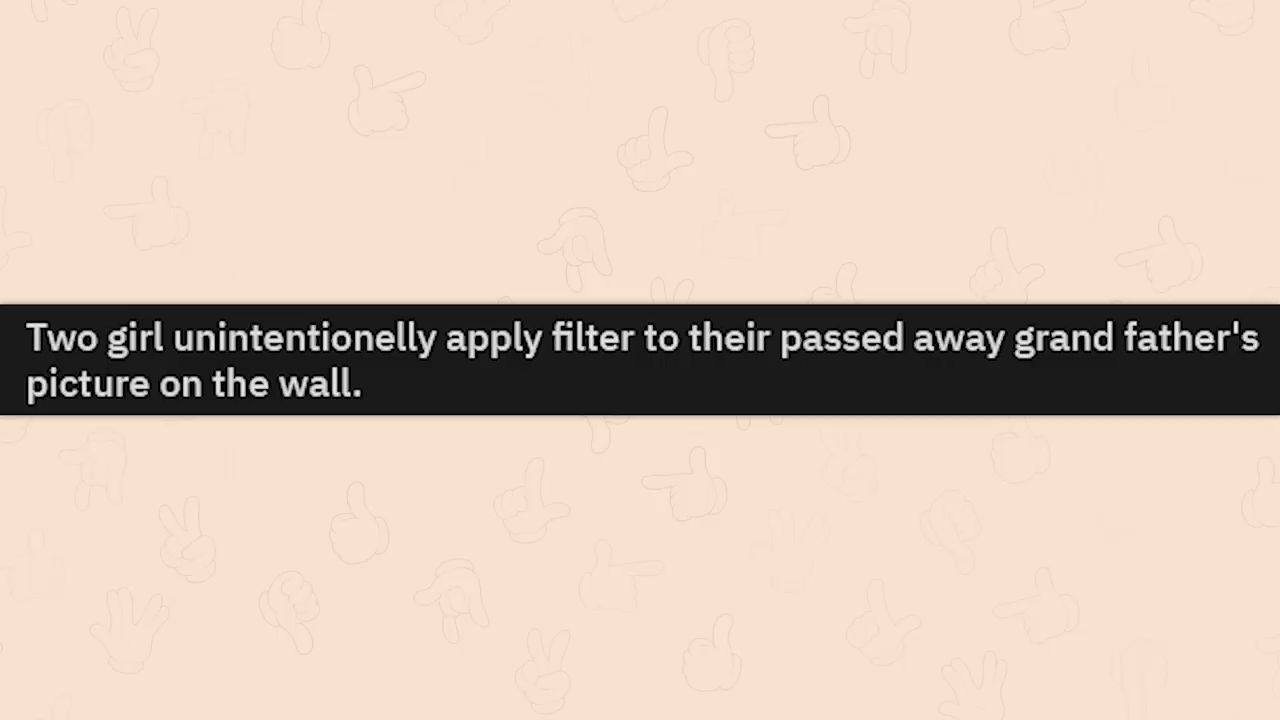 Two girl unintentionelly apply filter to their passed away grand father's
picture on the wall.